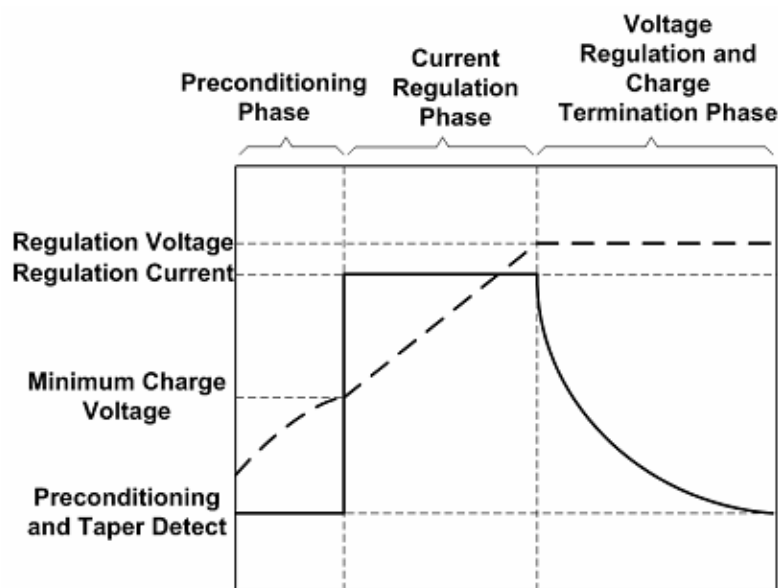 Preconditioning
Phase
Current
Regulation
Phase
Voltage
Regulation and
Charge
Termination Phase
Regulation Voltage
Regulation Current
Minimum Charge
Voltage
Preconditioning
and Taper Detect